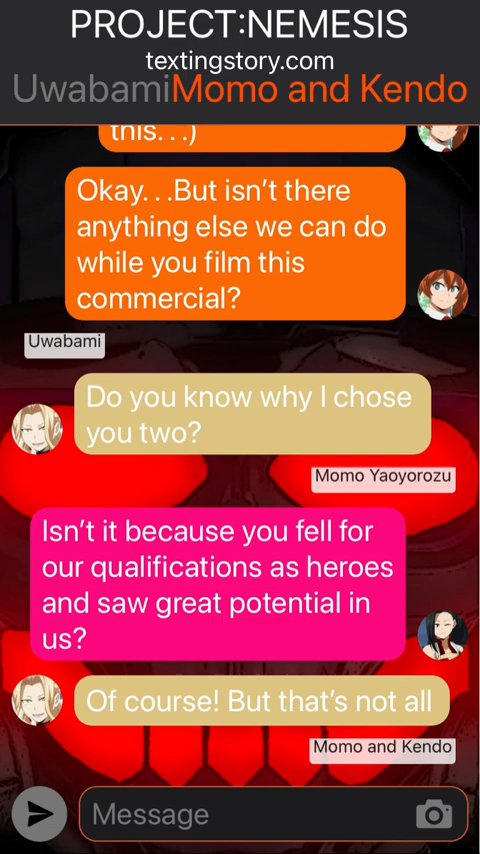 PROJECT:NEMESIS
textingstory.com
UwabamiMomo and Kendo
this. . .)
Okay. . .But isn’t there
anything else we can do
while you film this
commercial?
Uwabami
Do you know why I chose
you two?
Momo Yaoyorozu
Isn’t it because you fell for
our qualifications as heroes
and saw great potential in
us?
Of course! But that’s not all
Momo and Kendo
Message